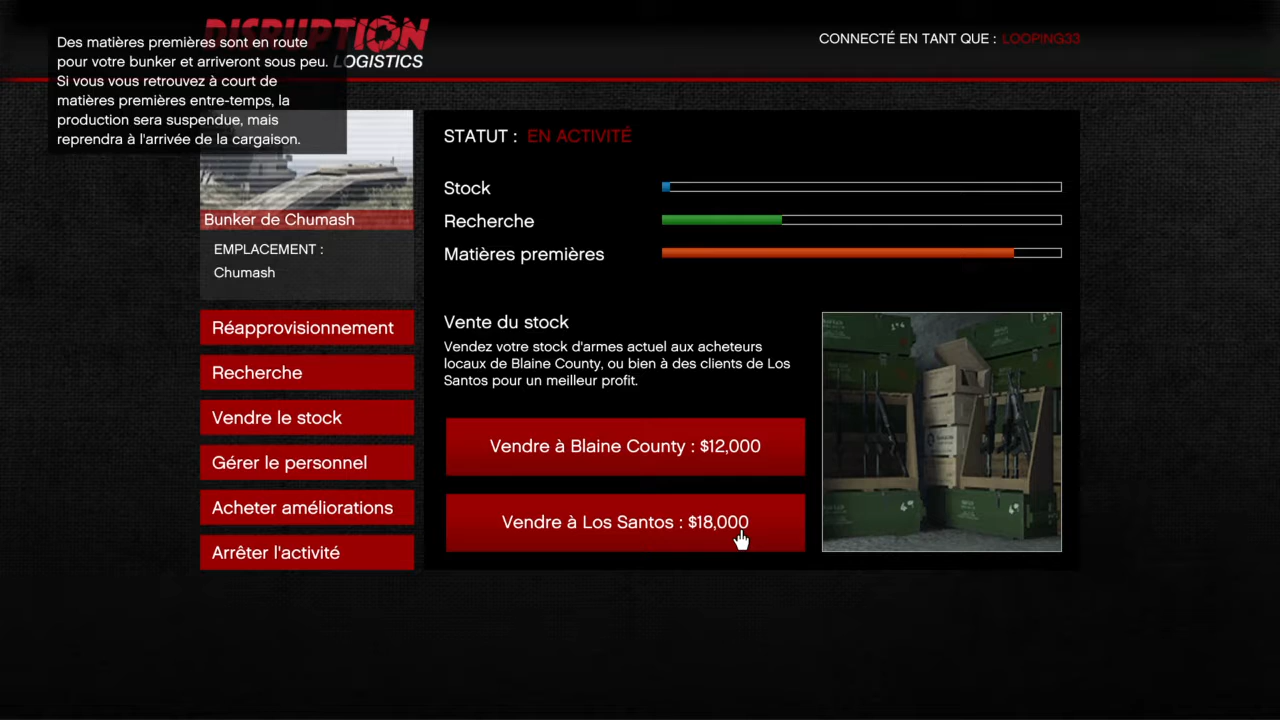 DISRUPTION
LOGISTICS
Des matières premières sont en route
pour votre bunker et arriveront sous peu.
Si vous vous retrouvez à court de
matières premières entre-temps, la
production sera suspendue, mais
reprendra à l'arrivée de la cargaison.
CONNECTÉ EN TANT QUE : LOOPING33
Bunker de Chumash
EMPLACEMENT :
Chumash
Réapprovisionnement
Recherche
Vendre le stock
Gérer le personnel
Acheter améliorations
Arrêter l'activité
STATUT : EN ACTIVITÉ
Stock
Recherche
Matières premières
Vente du stock
Vendez votre stock d'armes actuel aux acheteurs
locaux de Blaine County, ou bien à des clients de Los
Santos pour un meilleur profit.
Vendre à Blaine County : $12,000
Vendre à Los Santos : $18,000